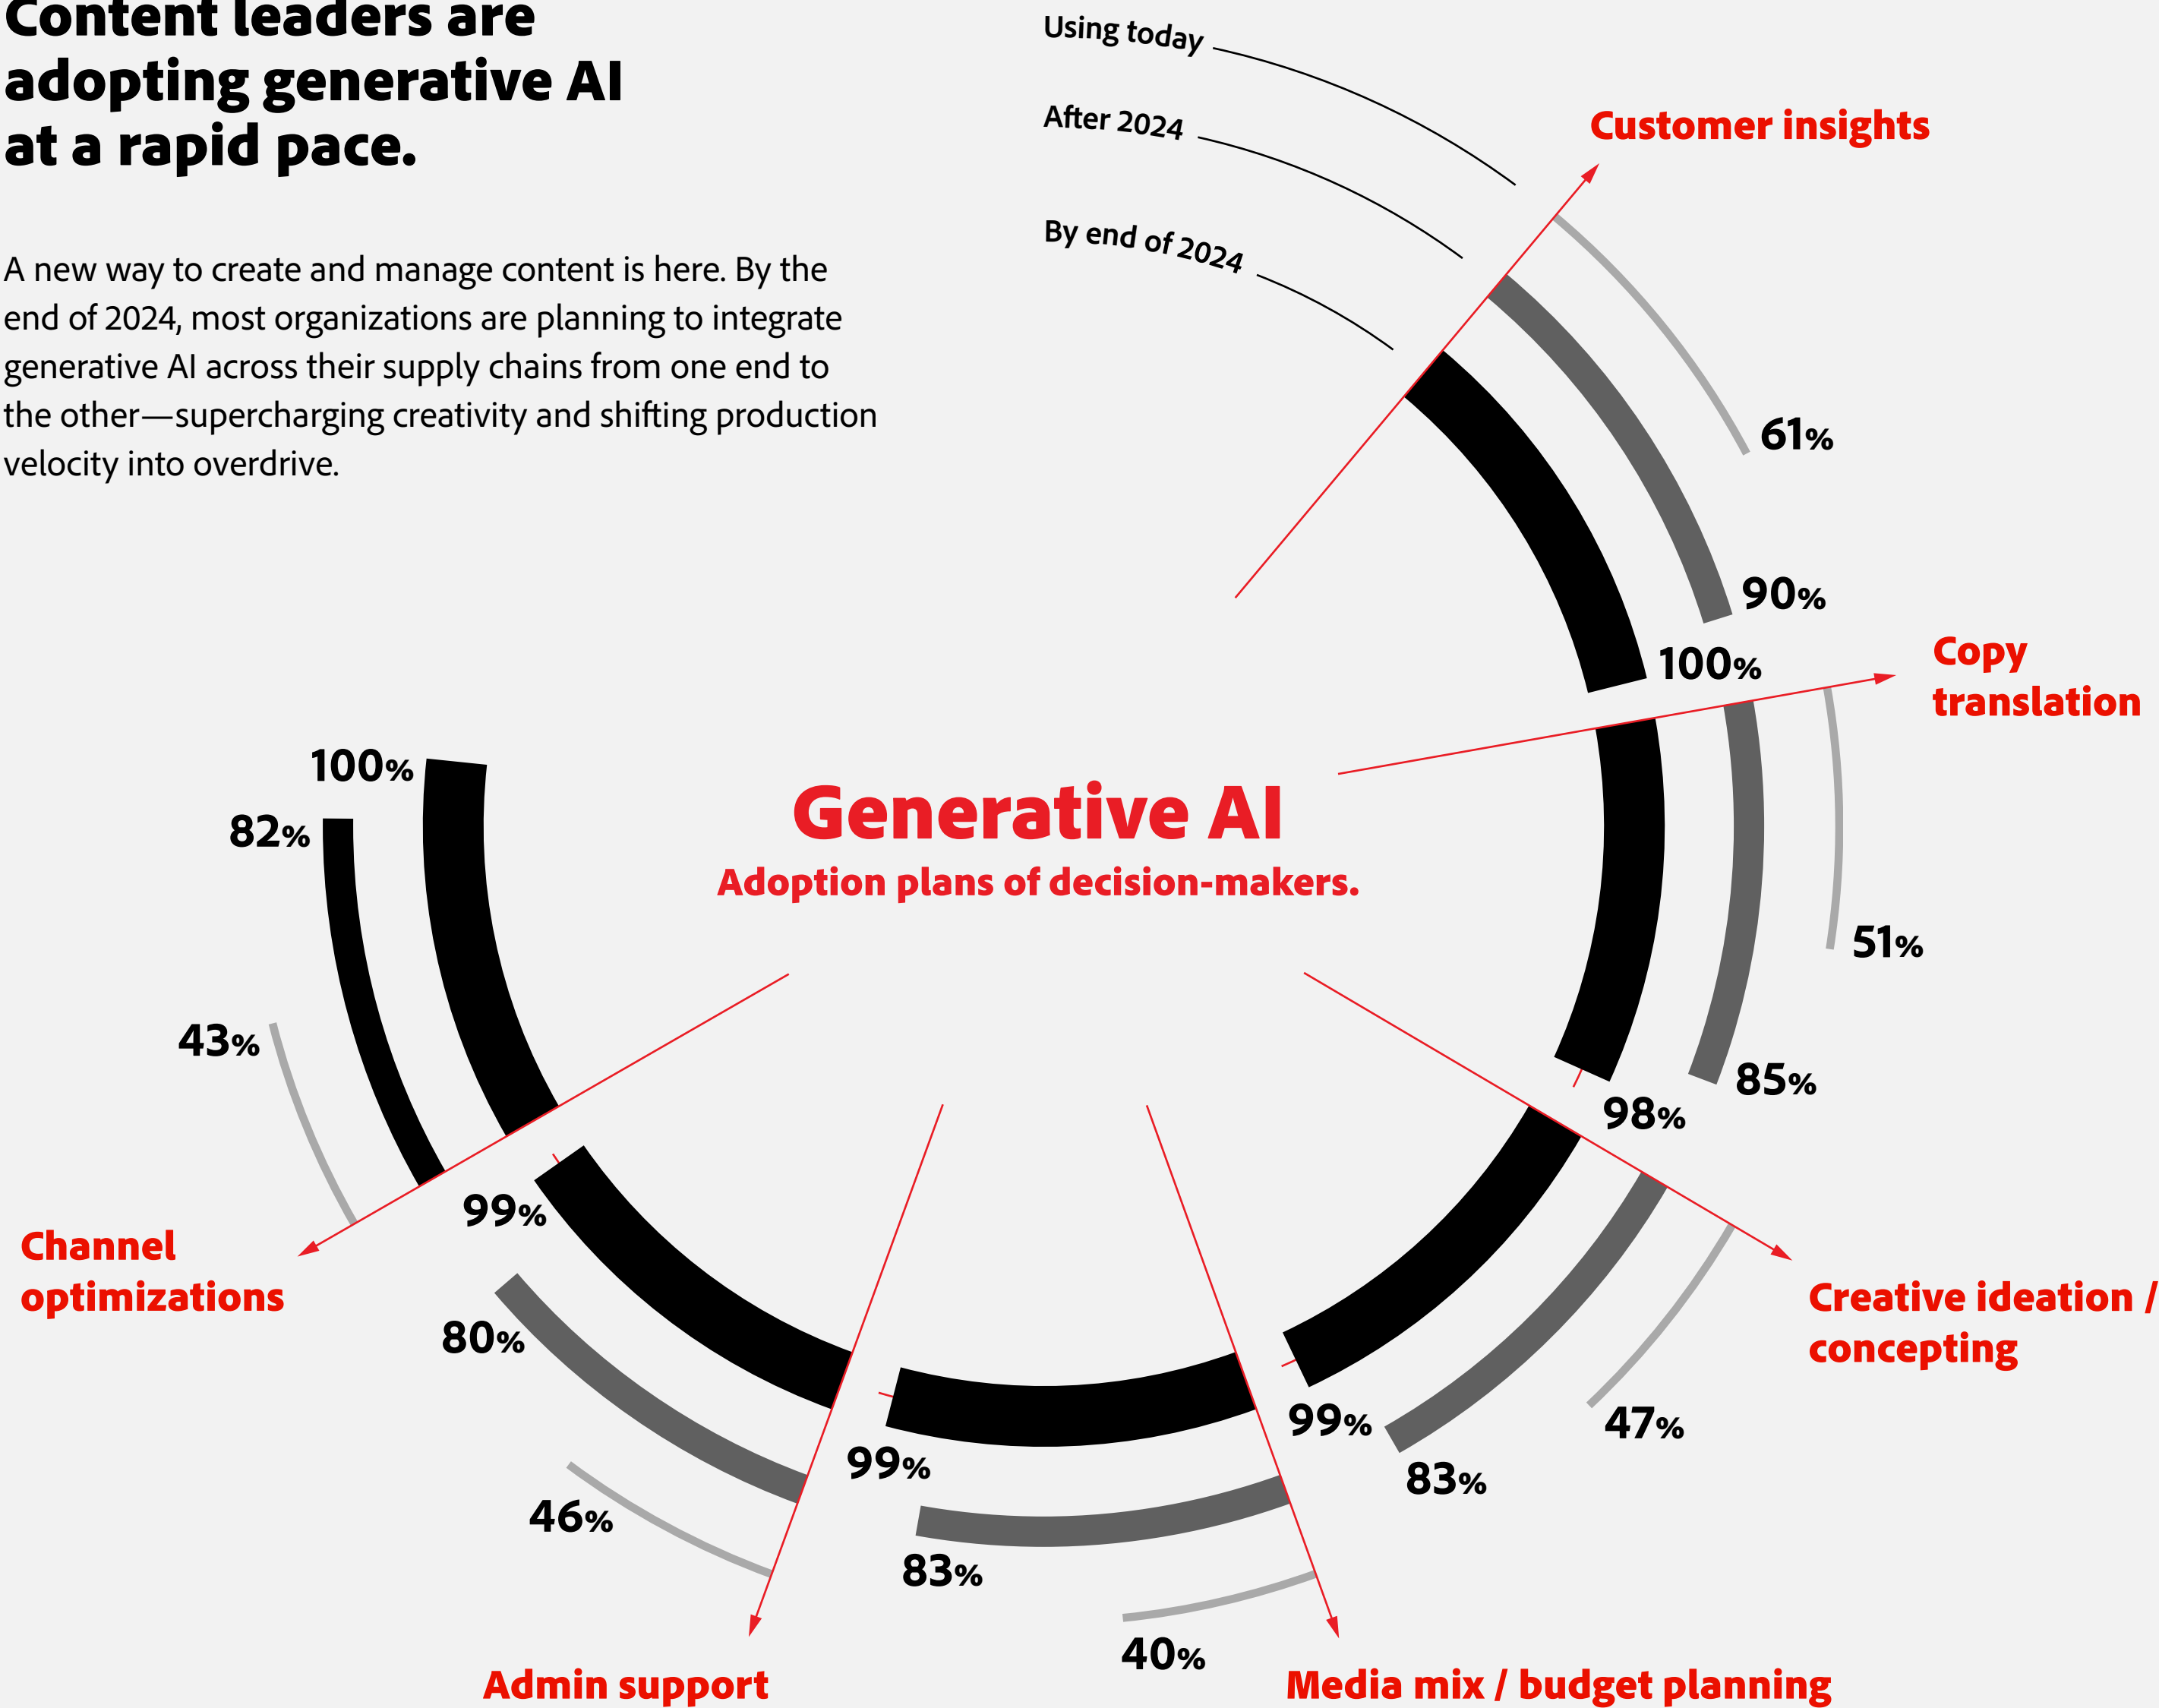 Content leaders are
adopting generative AI
at a rapid pace.
A new way to create and manage content is here. By the
end of 2024, most organizations are planning to integrate
generative AI across their supply chains from one end to
the other—supercharging creativity and shifting production
velocity into overdrive.
Using today
After 2024
By end of 2024
Customer insights
61%
90%
100%
Copy
translation
51%
85%
98%
Creative ideation /
concepting
47%
83%
99%
Media mix / budget planning
40%
83%
99%
Admin support
46%
80%
99%
Channel
optimizations
43%
82%
100%
Generative AI
Adoption plans of decision-makers.